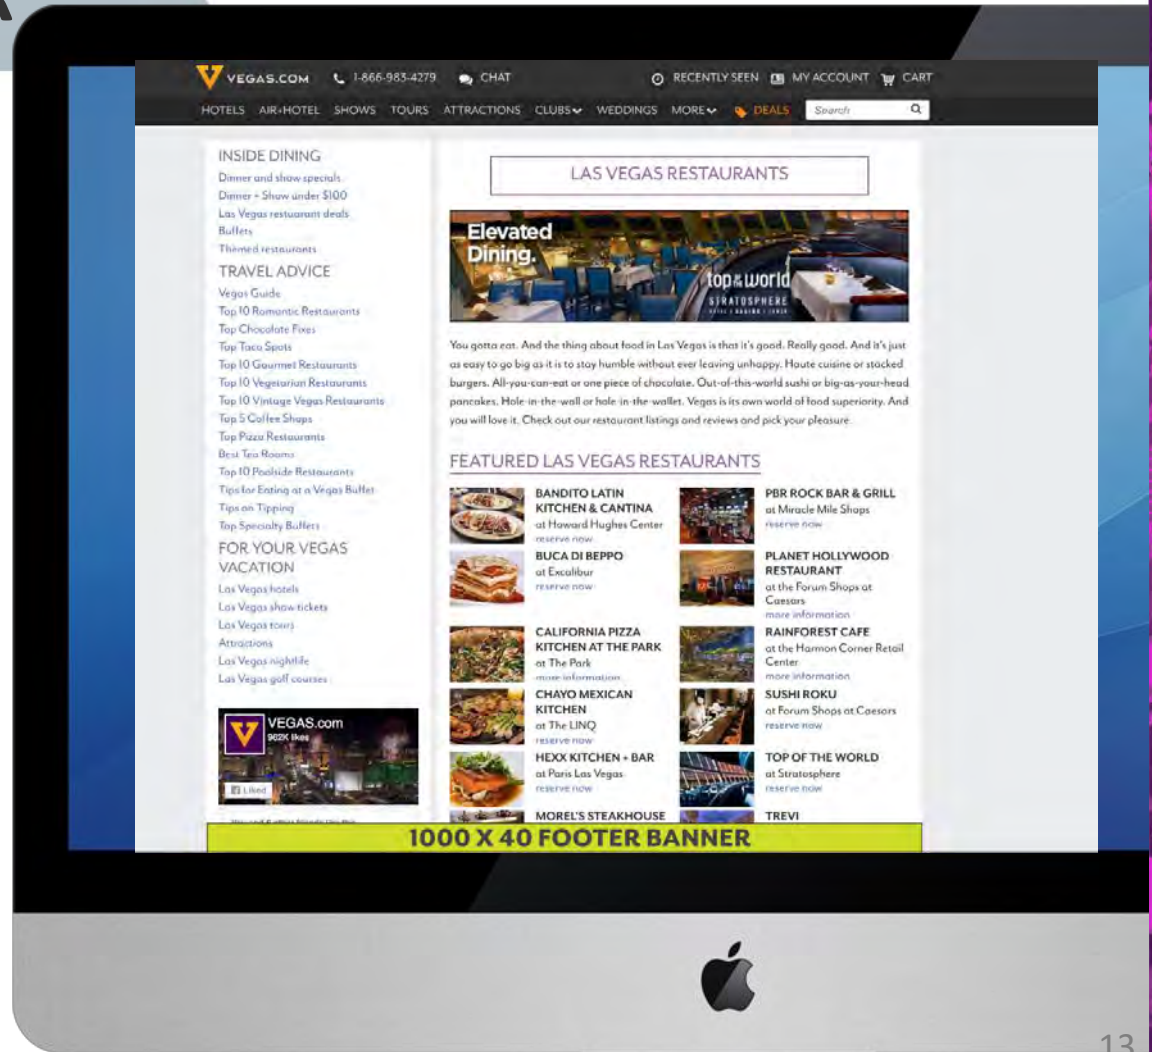 VEGAS.COM 1-866-983-4279 CHAT RECENTLY SEEN MY ACCOUNT CART
HOTELS AIR+HOTEL SHOWS TOURS ATTRACTIONS CLUBS WEDDINGS MORE DEALS Search
INSIDE DINING
Dinner and show specials
Dinner + Show under $100
Las Vegas restaurant deals
Buffets
Themed restaurants
TRAVEL ADVICE
Vegas Guide
Top 10 Romantic Restaurants
Top Chocolate Fixes
Top Taco Spots
Top 10 Gourmet Restaurants
Top 10 Vegetarian Restaurants
Top 10 Vintage Vegas Restaurants
Top 5 Coffee Shops
Top Pizza Restaurants
Best Tea Rooms
Top 10 Poolside Restaurants
Tips for Eating at a Vegas Buffet
Tips on Tipping
Top Specialty Buffets
FOR YOUR VEGAS
VACATION
Las Vegas hotels
Las Vegas show tickets
Las Vegas tours
Attractions
Las Vegas nightlife
Las Vegas golf courses
VEGAS.com
962K likes
Liked
LAS VEGAS RESTAURANTS
Elevated
Dining.
top of the world
STRATOSPHERE
You gotta eat. And the thing about food in Las Vegas is that it's good. Really good. And it's just
as easy to go big as it is to stay humble without ever leaving unhappy. Haute cuisine or stacked
burgers. All-you-can-eat or one piece of chocolate. Out-of-this-world sushi or big-as-your-head
pancakes. Hole-in-the-wall or hole-in-the-wallet. Vegas is its own world of food superiority. And
you will love it. Check out our restaurant listings and reviews and pick your pleasure.
FEATURED LAS VEGAS RESTAURANTS
BANDITO LATIN
KITCHEN & CANTINA
at Howard Hughes Center
reserve now
PBR ROCK BAR & GRILL
at Miracle Mile Shops
reserve now
BUCA DI BEPPO
at Excalibur
reserve now
PLANET HOLLYWOOD
RESTAURANT
at the Forum Shops at
Caesars
more information
CALIFORNIA PIZZA
KITCHEN AT THE PARK
at The Park
more information
RAINFOREST CAFE
at the Harmon Corner Retail
Center
more information
CHAYO MEXICAN
KITCHEN
at The LINQ
reserve now
SUSHI ROKU
at Forum Shops at Caesars
reserve now
HEXX KITCHEN + BAR
at Paris Las Vegas
reserve now
TOP OF THE WORLD
at Stratosphere
reserve now
MOREL'S STEAKHOUSE
TREVI
1000 X 40 FOOTER BANNER
13